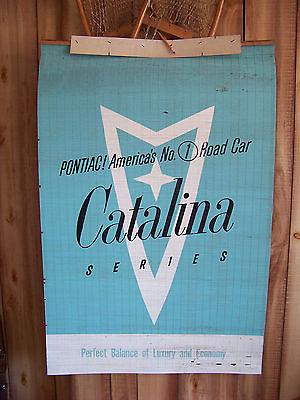 PONTIAC! America's No. 1 Road Car
Catalina
SERIES
Perfect Balance of Luxury and Economy